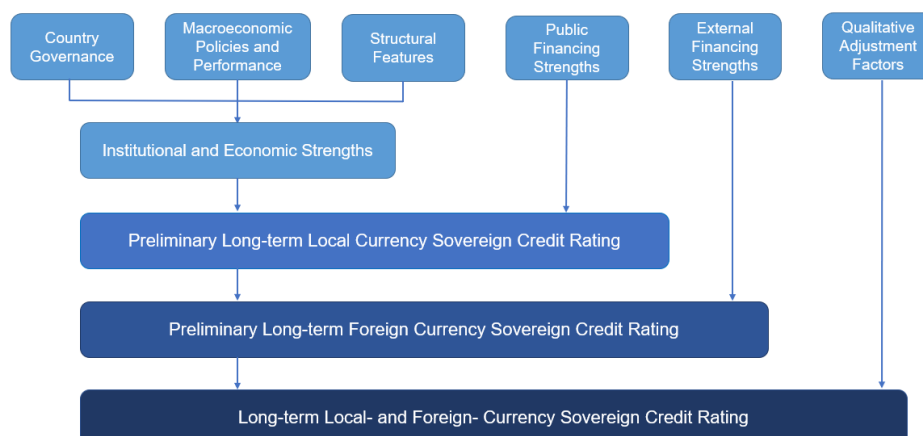 Country
Governance
Macroeconomic
Policies and
Performance
Structural
Features
Public
Financing
Strengths
External
Financing
Strengths
Qualitative
Adjustment
Factors
Institutional and Economic Strengths
Preliminary Long-term Local Currency Sovereign Credit Rating
Preliminary Long-term Foreign Currency Sovereign Credit Rating
Long-term Local- and Foreign- Currency Sovereign Credit Rating